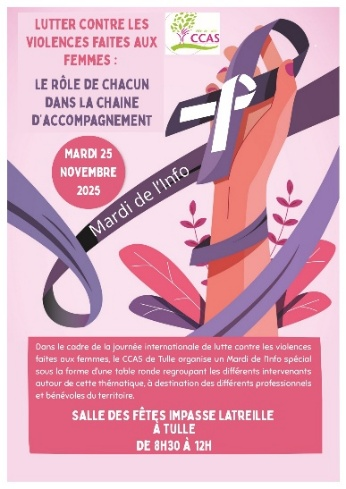 LUTTER CONTRE LES
VIOLENCES FAITES AUX
FEMMES :
CCAS
LE RÔLE DE CHACUN
DANS LA CHAINE
D'ACCOMPAGNEMENT
MARDI 25
NOVEMBRE
2025
Mardi de l'Info
Dans le cadre de la journée internationale de lutte contre les violences
faites aux femmes, le CCAS de Tulle organise un Mardi de l'Info spécial
sous la forme d'une table ronde regroupant les différents intervenants
autour de cette thématique, à destination des différents professionnels
et bénévoles du territoire.
SALLE DES FÊTES IMPASSE LATREILLE
À TULLE
DE 8H30 À 12H